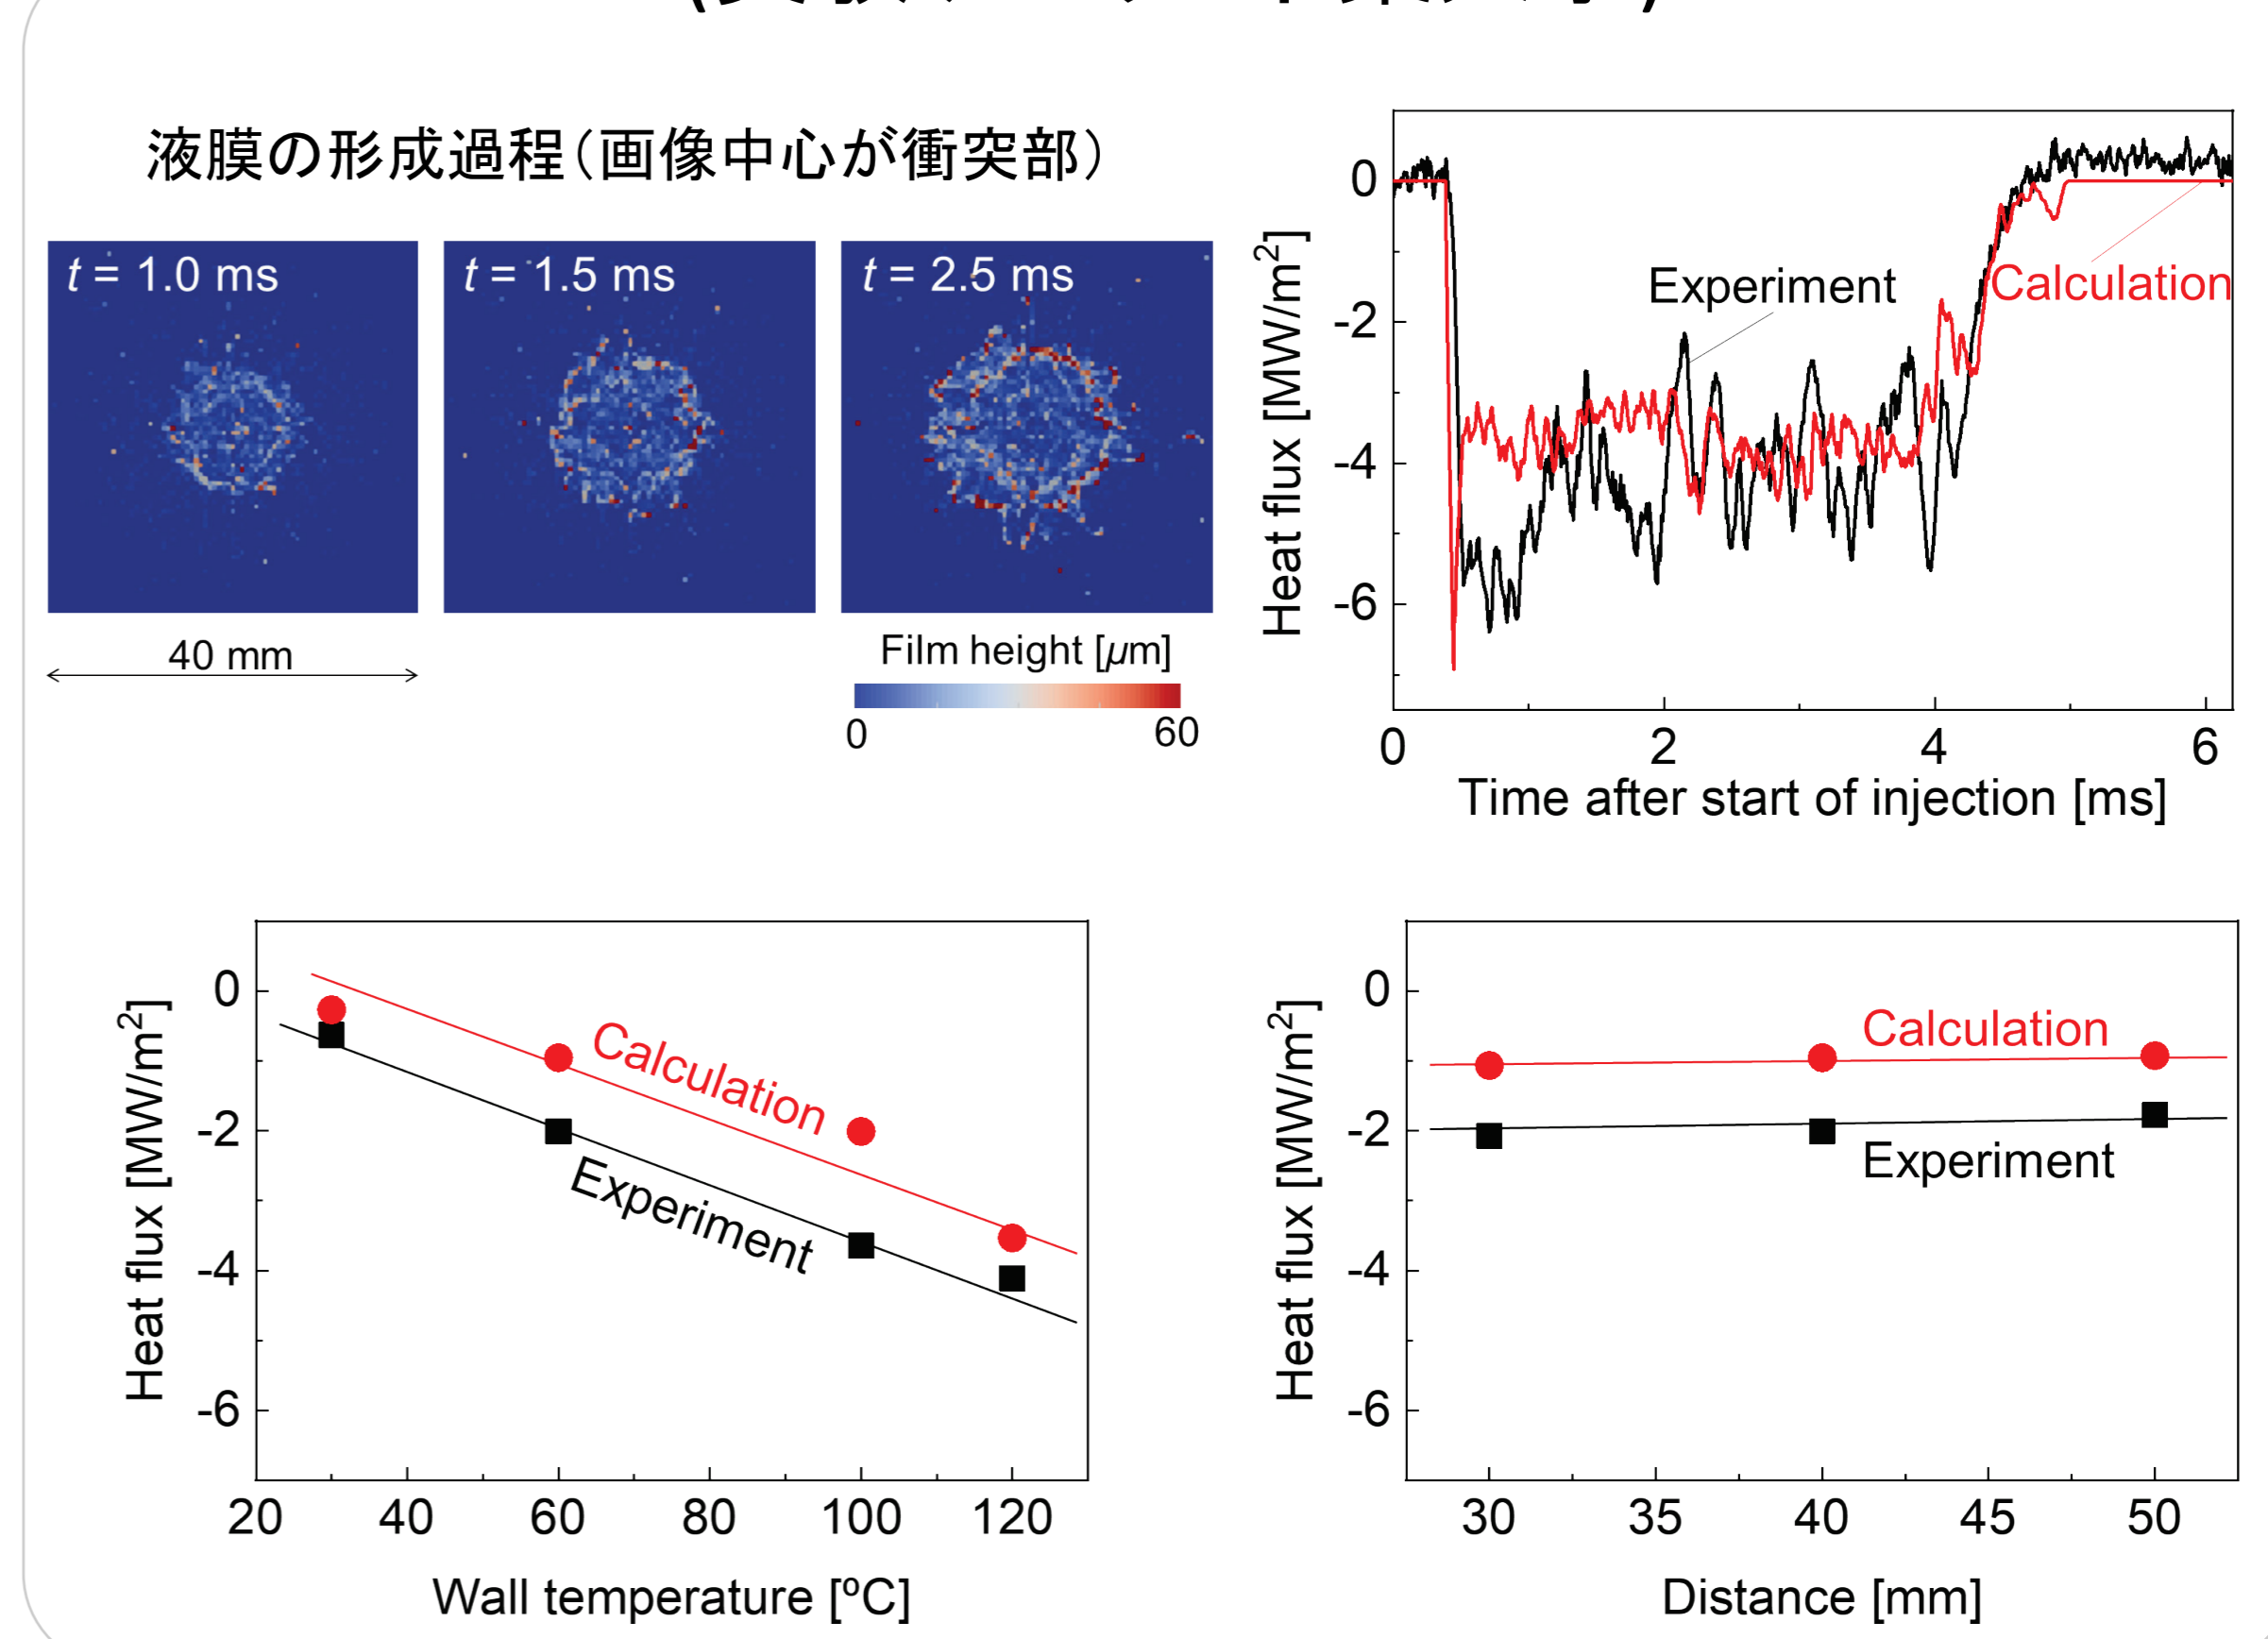 液膜の形成過程（画像中心が衝突部）
t = 1.0 ms
t = 1.5 ms
t = 2.5 ms
40 mm
Film height [μm]
0
60
Heat flux [MW/m²]
0
-2
-4
-6
Experiment
Calculation
0
2
4
6
Time after start of injection [ms]
Heat flux [MW/m²]
0
-2
-4
-6
Calculation
Experiment
20
40
60
80
100
120
Wall temperature [ºC]
Heat flux [MW/m²]
0
-2
-4
-6
Calculation
Experiment
30
35
40
45
50
Distance [mm]